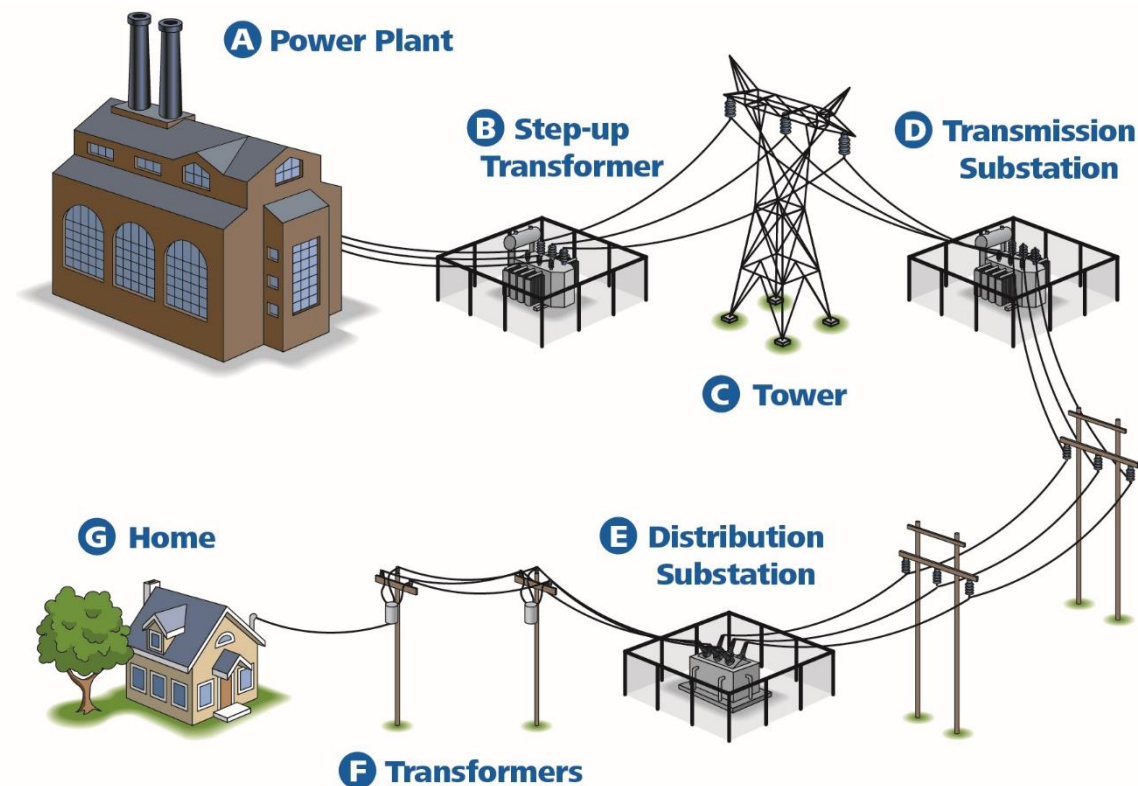 A Power Plant
B Step-up
Transformer
D Transmission
Substation
C Tower
G Home
E Distribution
Substation
F Transformers